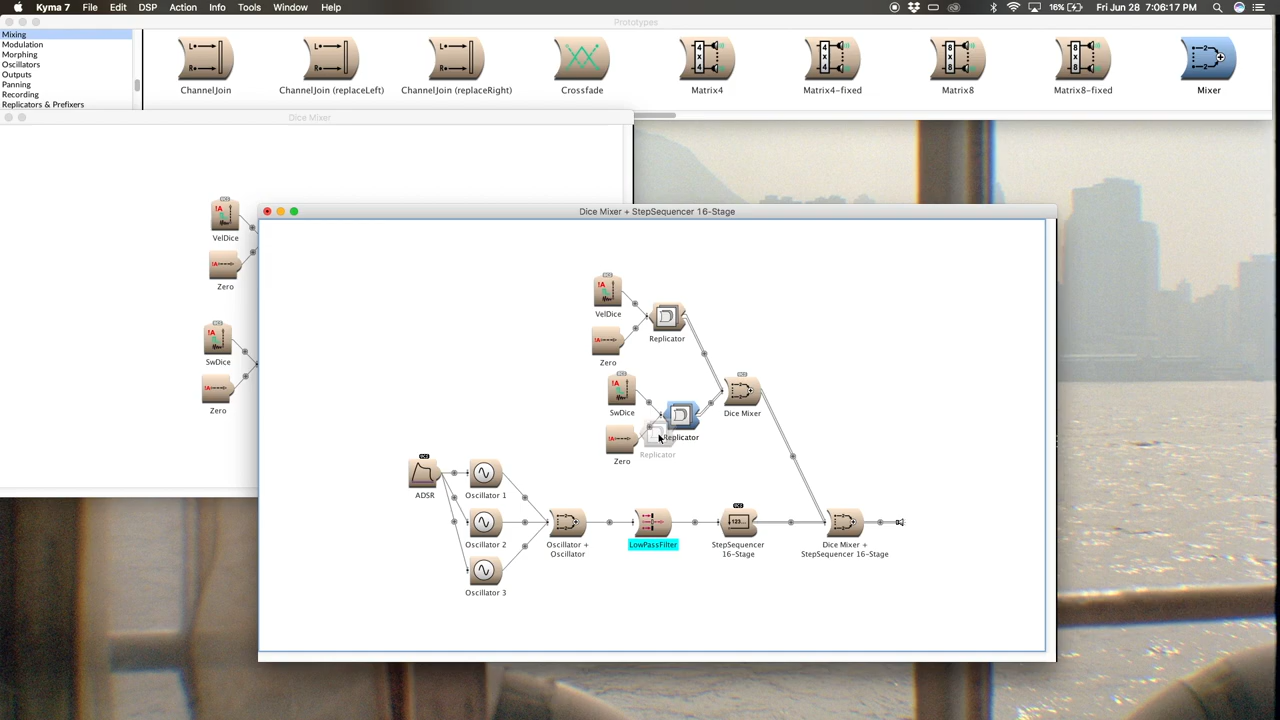 Kyma 7 File Edit DSP Action Info Tools Window Help 16% Fri Jun 28 7:06:17 PM
Prototypes
Mixing
Modulation
Morphing
Oscillators
Outputs
Panning
Recording
Replicators & Prefixers
ChannelJoin
ChannelJoin (replaceLeft)
ChannelJoin (replaceRight)
Crossfade
Matrix4
Matrix4-fixed
Matrix8
Matrix8-fixed
Mixer
Dice Mixer
VelDice
Zero
SwDice
Zero
Dice Mixer + StepSequencer 16-Stage
VelDice
Replicator
Zero
SwDice
Replicator
Replicator
Zero
Dice Mixer
ADSR
Oscillator 1
Oscillator 2
Oscillator 3
Oscillator +
Oscillator
LowPassFilter
123...
StepSequencer
16-Stage
Dice Mixer +
StepSequencer 16-Stage